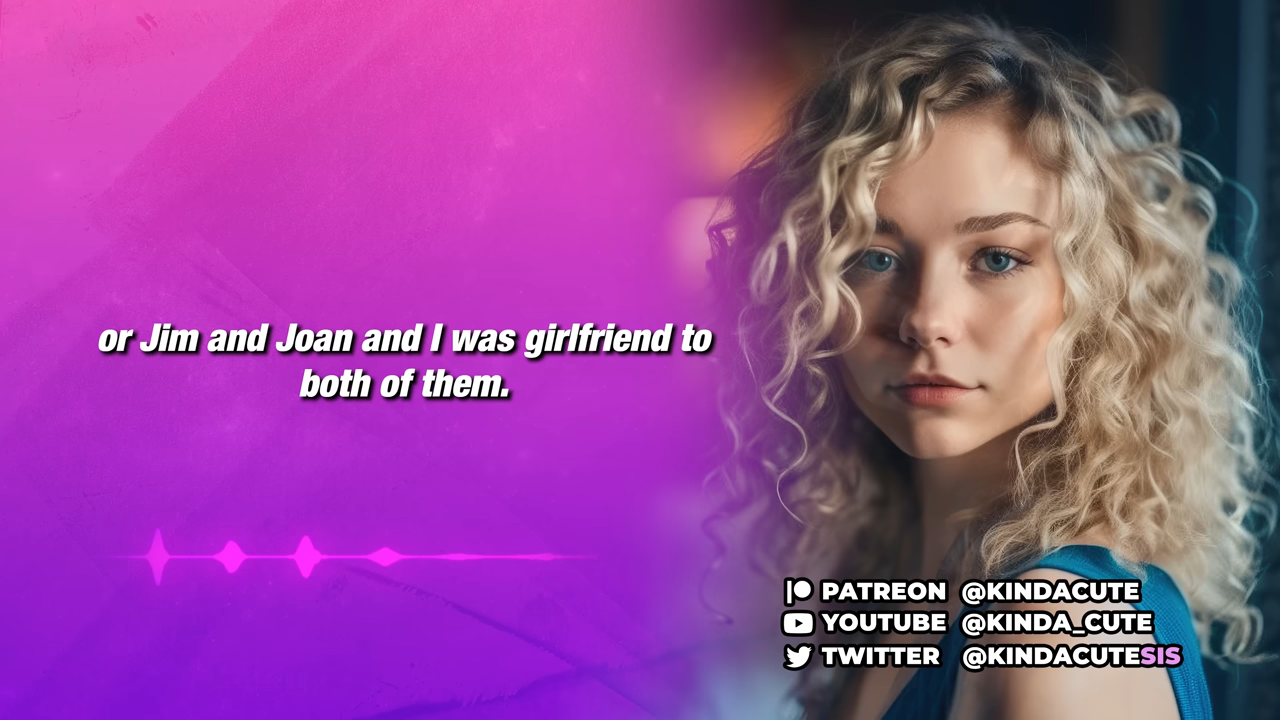 or Jim and Joan and I was girlfriend to
both of them.
PATREON @KINDACUTE
YOUTUBE @KINDA_CUTE
TWITTER @KINDACUTESIS